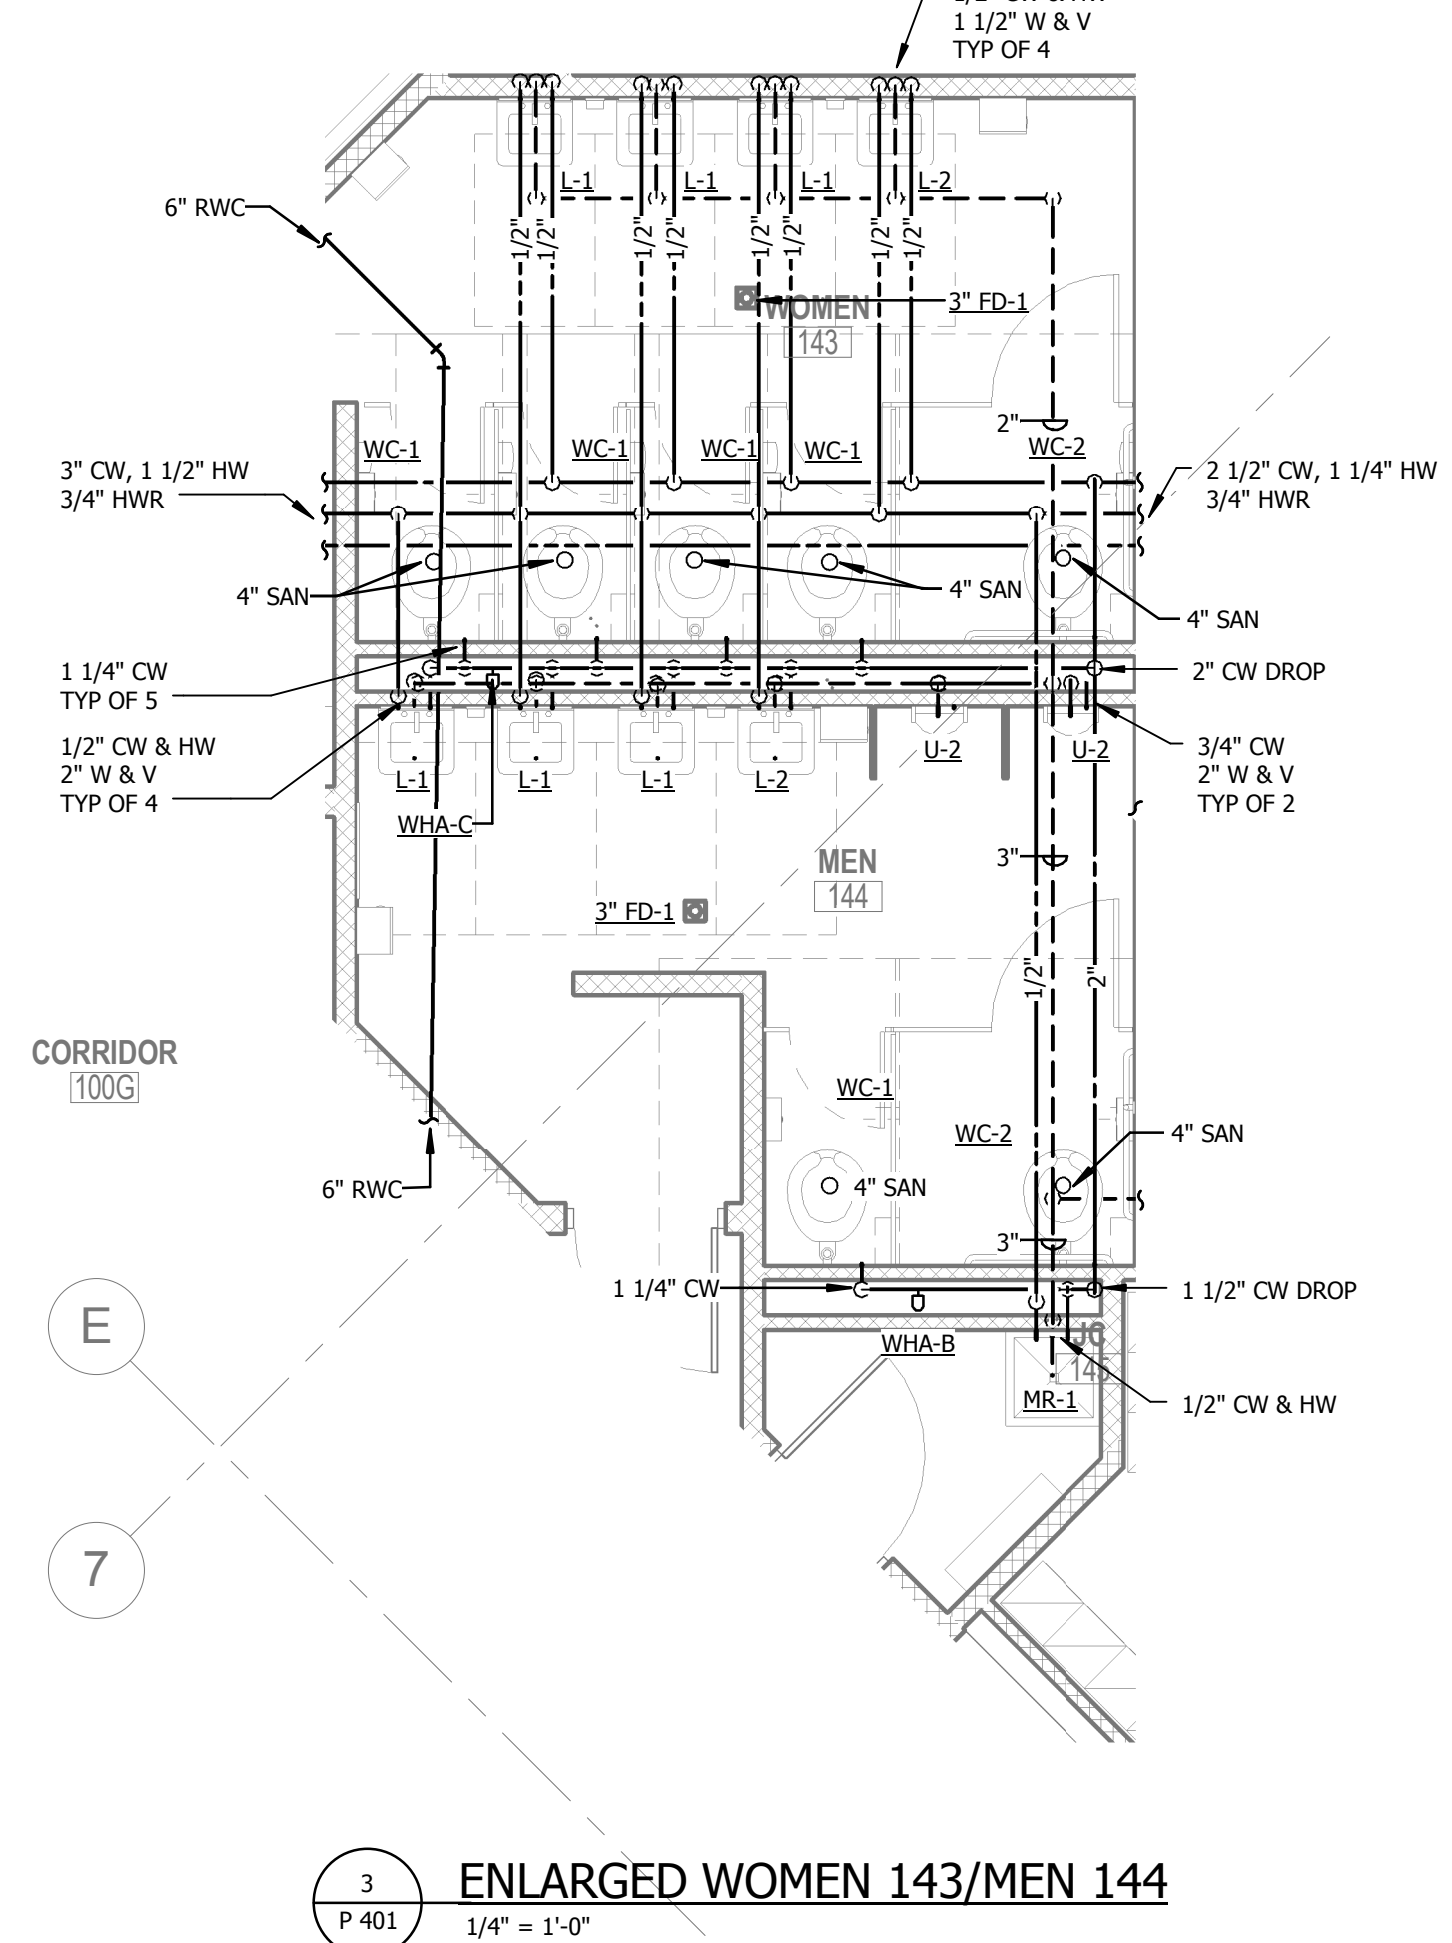 1 1/2" W & V
TYP OF 4
6" RWC
L-1
L-1
L-1
L-2
1/2"
1/2"
1/2"
1/2"
1/2"
1/2"
1/2"
1/2"
WOMEN
143
3" FD-1
2"
WC-1
WC-1
WC-1
WC-1
WC-2
3" CW, 1 1/2" HW
3/4" HWR
2 1/2" CW, 1 1/4" HW
3/4" HWR
4" SAN
4" SAN
4" SAN
1 1/4" CW
TYP OF 5
2" CW DROP
1/2" CW & HW
2" W & V
TYP OF 4
3/4" CW
2" W & V
TYP OF 2
L-1
L-1
L-1
L-2
U-2
U-2
WHA-C
MEN
144
3"
3" FD-1
1/2"
2"
CORRIDOR
100G
WC-1
WC-2
4" SAN
4" SAN
6" RWC
3"
1 1/4" CW
1 1/2" CW DROP
WHA-B
JC
145
MR-1
1/2" CW & HW
E
7
3
P 401
ENLARGED WOMEN 143/MEN 144
1/4" = 1'-0"